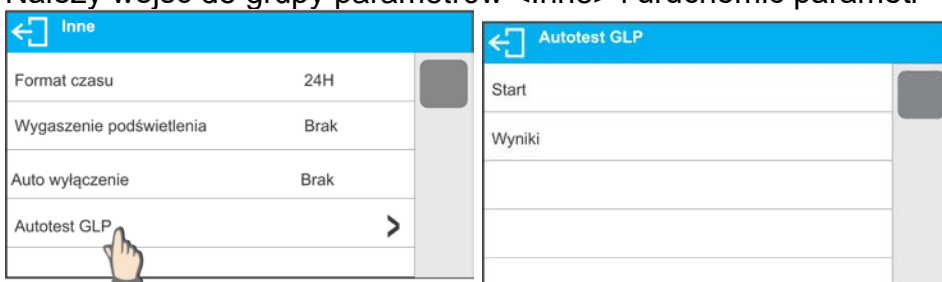 Należy wejść do grupy parametrów <Inne> i uruchomić parametr
Inne
Format czasu 24H
Wygaszenie podświetlenia Brak
Auto wyłączenie Brak
Autotest GLP
Autotest GLP
Start
Wyniki